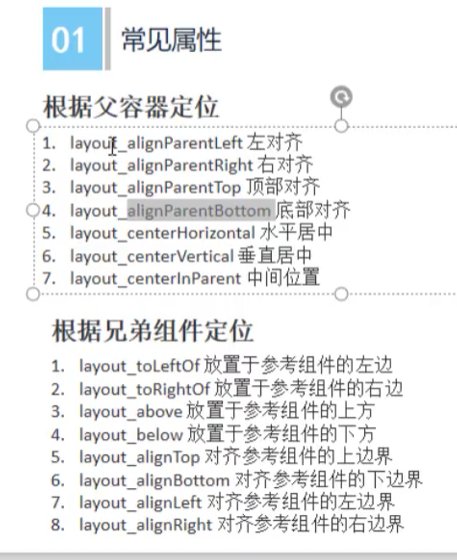 01 常见属性
根据父容器定位
1. layout_alignParentLeft 左对齐
2. layout_alignParentRight 右对齐
3. layout_alignParentTop 顶部对齐
4. layout_alignParentBottom 底部对齐
5. layout_centerHorizontal 水平居中
6. layout_centerVertical 垂直居中
7. layout_centerInParent 中间位置
根据兄弟组件定位
1. layout_toLeftOf 放置于参考组件的左边
2. layout_toRightOf 放置于参考组件的右边
3. layout_above 放置于参考组件的上方
4. layout_below 放置于参考组件的下方
5. layout_alignTop 对齐参考组件的上边界
6. layout_alignBottom 对齐参考组件的下边界
7. layout_alignLeft 对齐参考组件的左边界
8. layout_alignRight 对齐参考组件的右边界